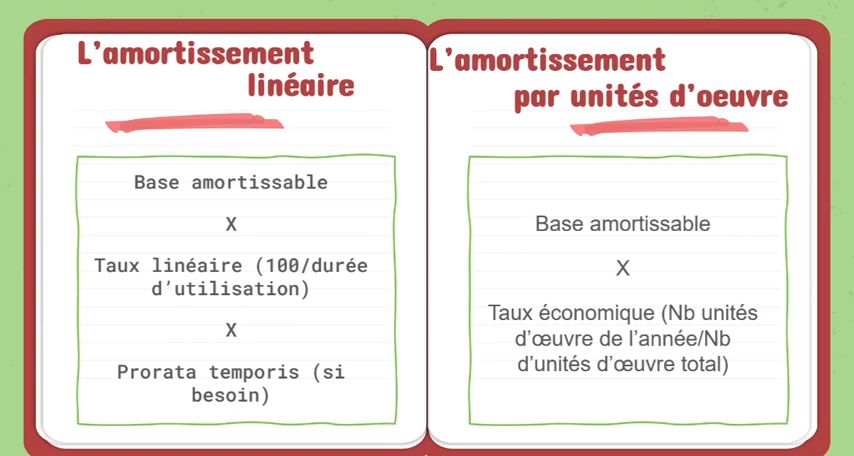 L'amortissement
linéaire
Base amortissable
X
Taux linéaire (100/durée
d'utilisation)
X
Prorata temporis (si
besoin)
L'amortissement
par unités d'oeuvre
Base amortissable
X
Taux économique (Nb unités
d'œuvre de l'année/Nb
d'unités d'œuvre total)